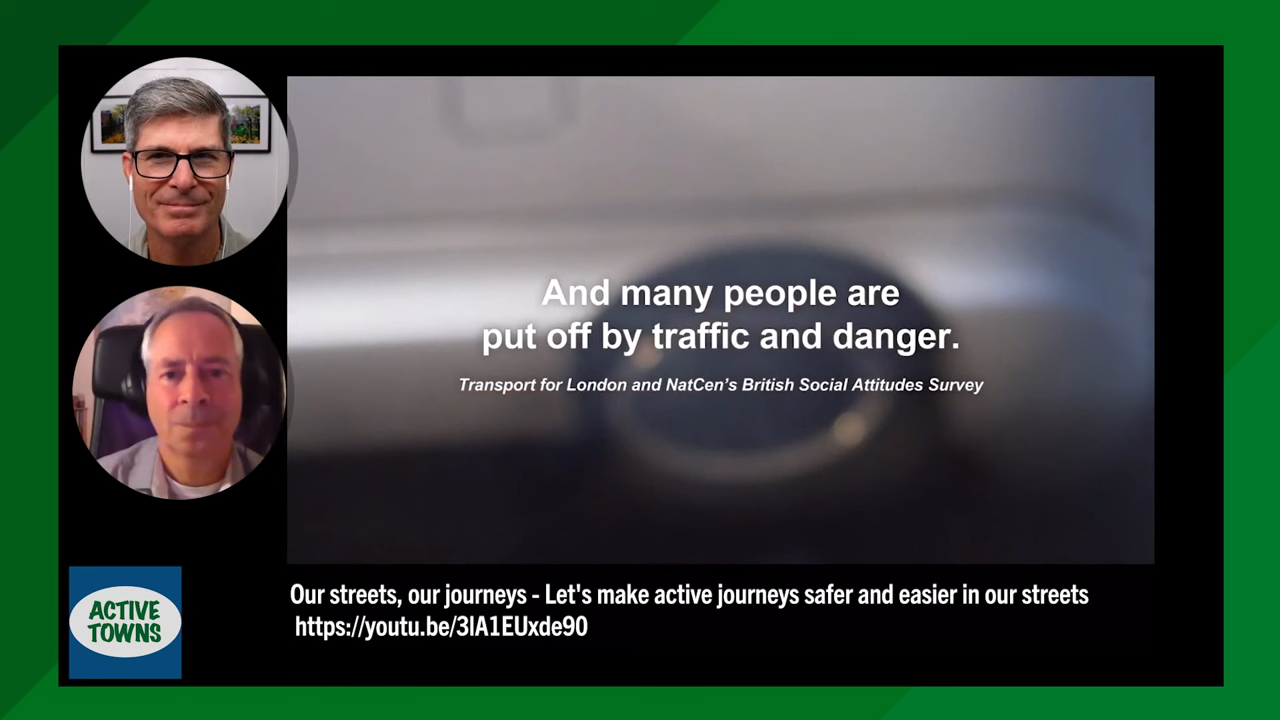 And many people are
put off by traffic and danger.
Transport for London and NatCen's British Social Attitudes Survey
ACTIVE
TOWNS
Our streets, our journeys - Let's make active journeys safer and easier in our streets
https://youtu.be/3lA1EUxde90